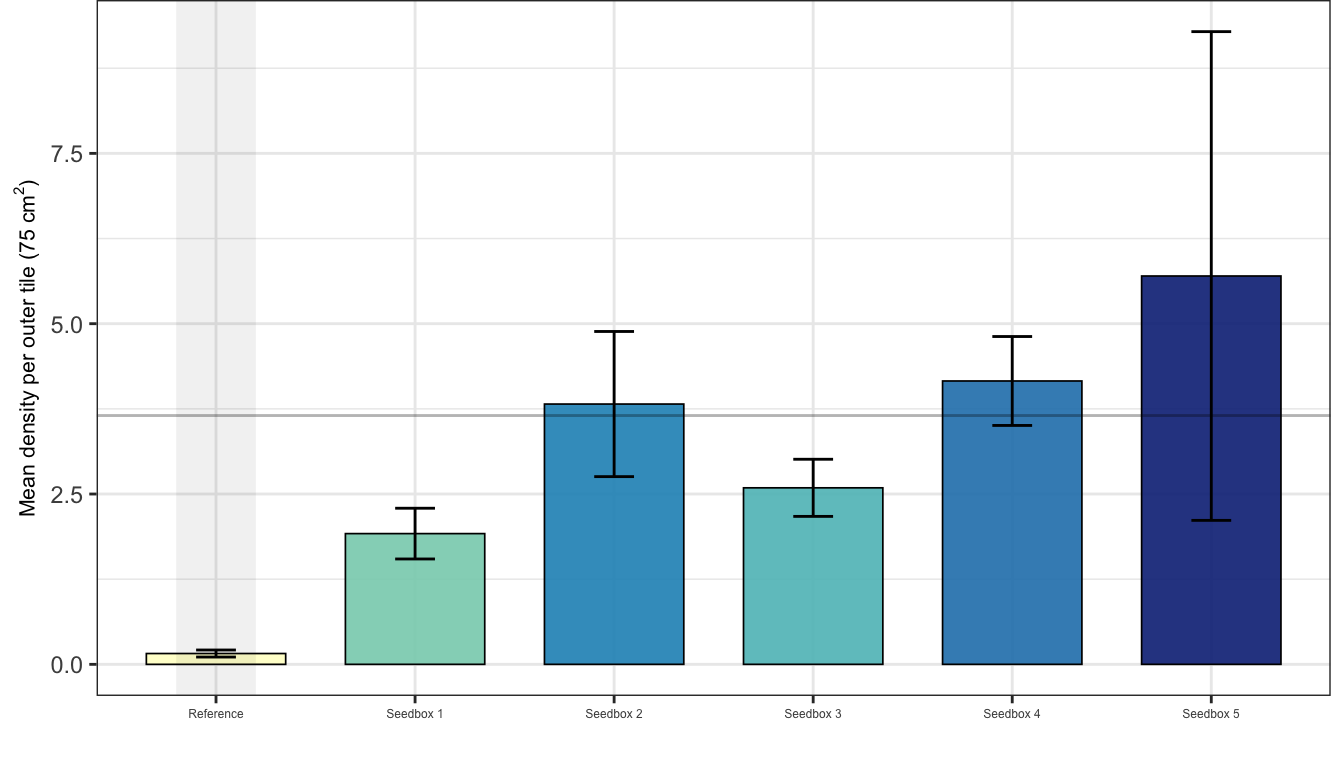 Mean density per outer tile (75 cm²)
7.5
5.0
2.5
0.0
Reference
Seedbox 1
Seedbox 2
Seedbox 3
Seedbox 4
Seedbox 5